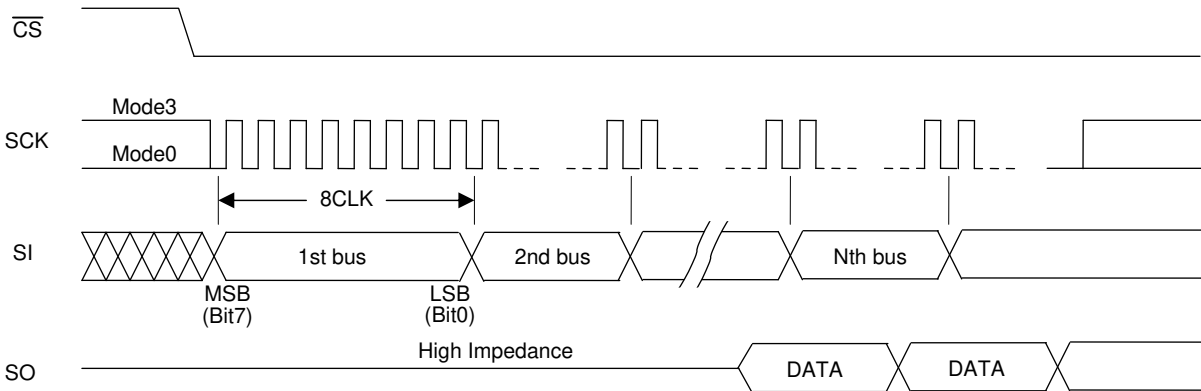 CS
Mode3
SCK
Mode0
8CLK
SI
1st bus
2nd bus
Nth bus
MSB
(Bit7)
LSB
(Bit0)
High Impedance
SO
DATA
DATA